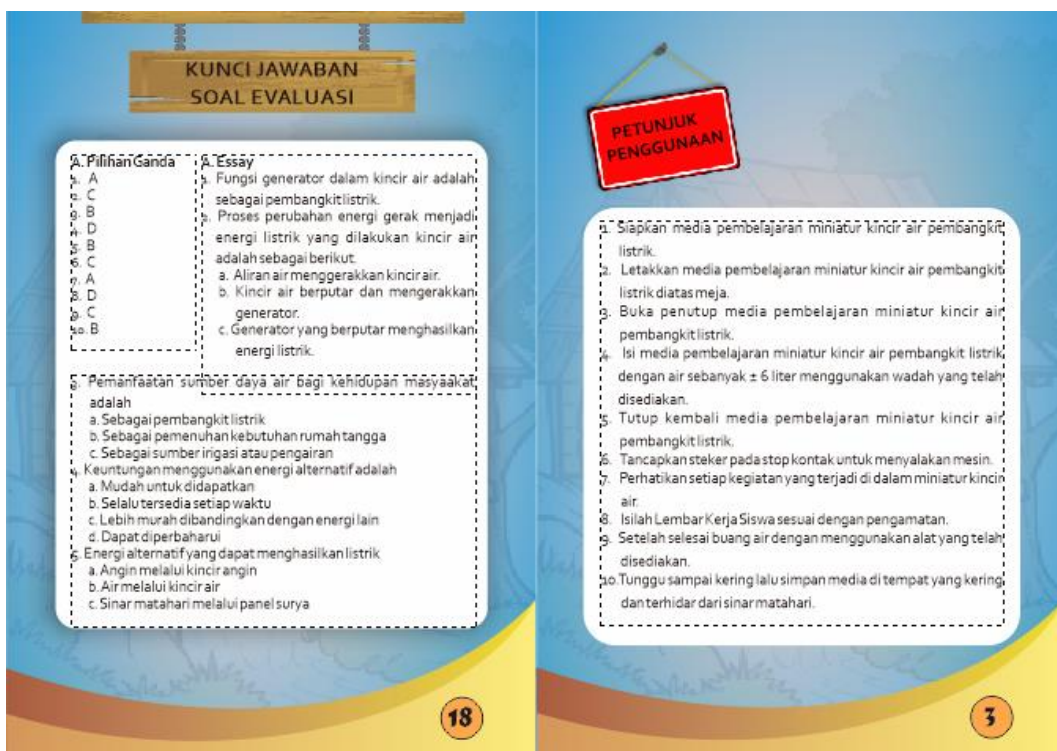 KUNCI JAWABAN
SOAL EVALUASI
A. Pilihan Ganda
1. A
2. C
3. B
4. D
5. B
6. C
7. A
8. D
9. C
10. B
A. Essay
1. Fungsi generator dalam kincir air adalah
sebagai pembangkit listrik.
2. Proses perubahan energi gerak menjadi
energi listrik yang dilakukan kincir air
adalah sebagai berikut.
a. Aliran air menggerakkan kincir air.
b. Kincir air berputar dan mengerakkan
generator.
c. Generator yang berputar menghasilkan
energi listrik.
3. Pemanfaatan sumber daya air bagi kehidupan masyaakat
adalah
a. Sebagai pembangkit listrik
b. Sebagai pemenuhan kebutuhan rumah tangga
c. Sebagai sumber irigasi atau pengairan
4. Keuntungan menggunakan energi alternatif adalah
a. Mudah untuk didapatkan
b. Selalu tersedia setiap waktu
c. Lebih murah dibandingkan dengan energi lain
d. Dapat diperbaharui
5. Energi alternatif yang dapat menghasilkan listrik
a. Angin melalui kincir angin
b. Air melalui kincir air
c. Sinar matahari melalui panel surya
18
PETUNJUK
PENGGUNAAN
1. Siapkan media pembelajaran miniatur kincir air pembangkit
listrik.
2. Letakkan media pembelajaran miniatur kincir air pembangkit
listrik diatas meja.
3. Buka penutup media pembelajaran miniatur kincir air
pembangkit listrik.
4. Isi media pembelajaran miniatur kincir air pembangkit listrik
dengan air sebanyak ± 6 liter menggunakan wadah yang telah
disediakan.
5. Tutup kembali media pembelajaran miniatur kincir air
pembangkit listrik.
6. Tancapkan steker pada stop kontak untuk menyalakan mesin.
7. Perhatikan setiap kegiatan yang terjadi di dalam miniatur kincir
air.
8. Isilah Lembar Kerja Siswa sesuai dengan pengamatan.
9. Setelah selesai buang air dengan menggunakan alat yang telah
disediakan.
10. Tunggu sampai kering lalu simpan media di tempat yang kering
dan terhidar dari sinar matahari.
3